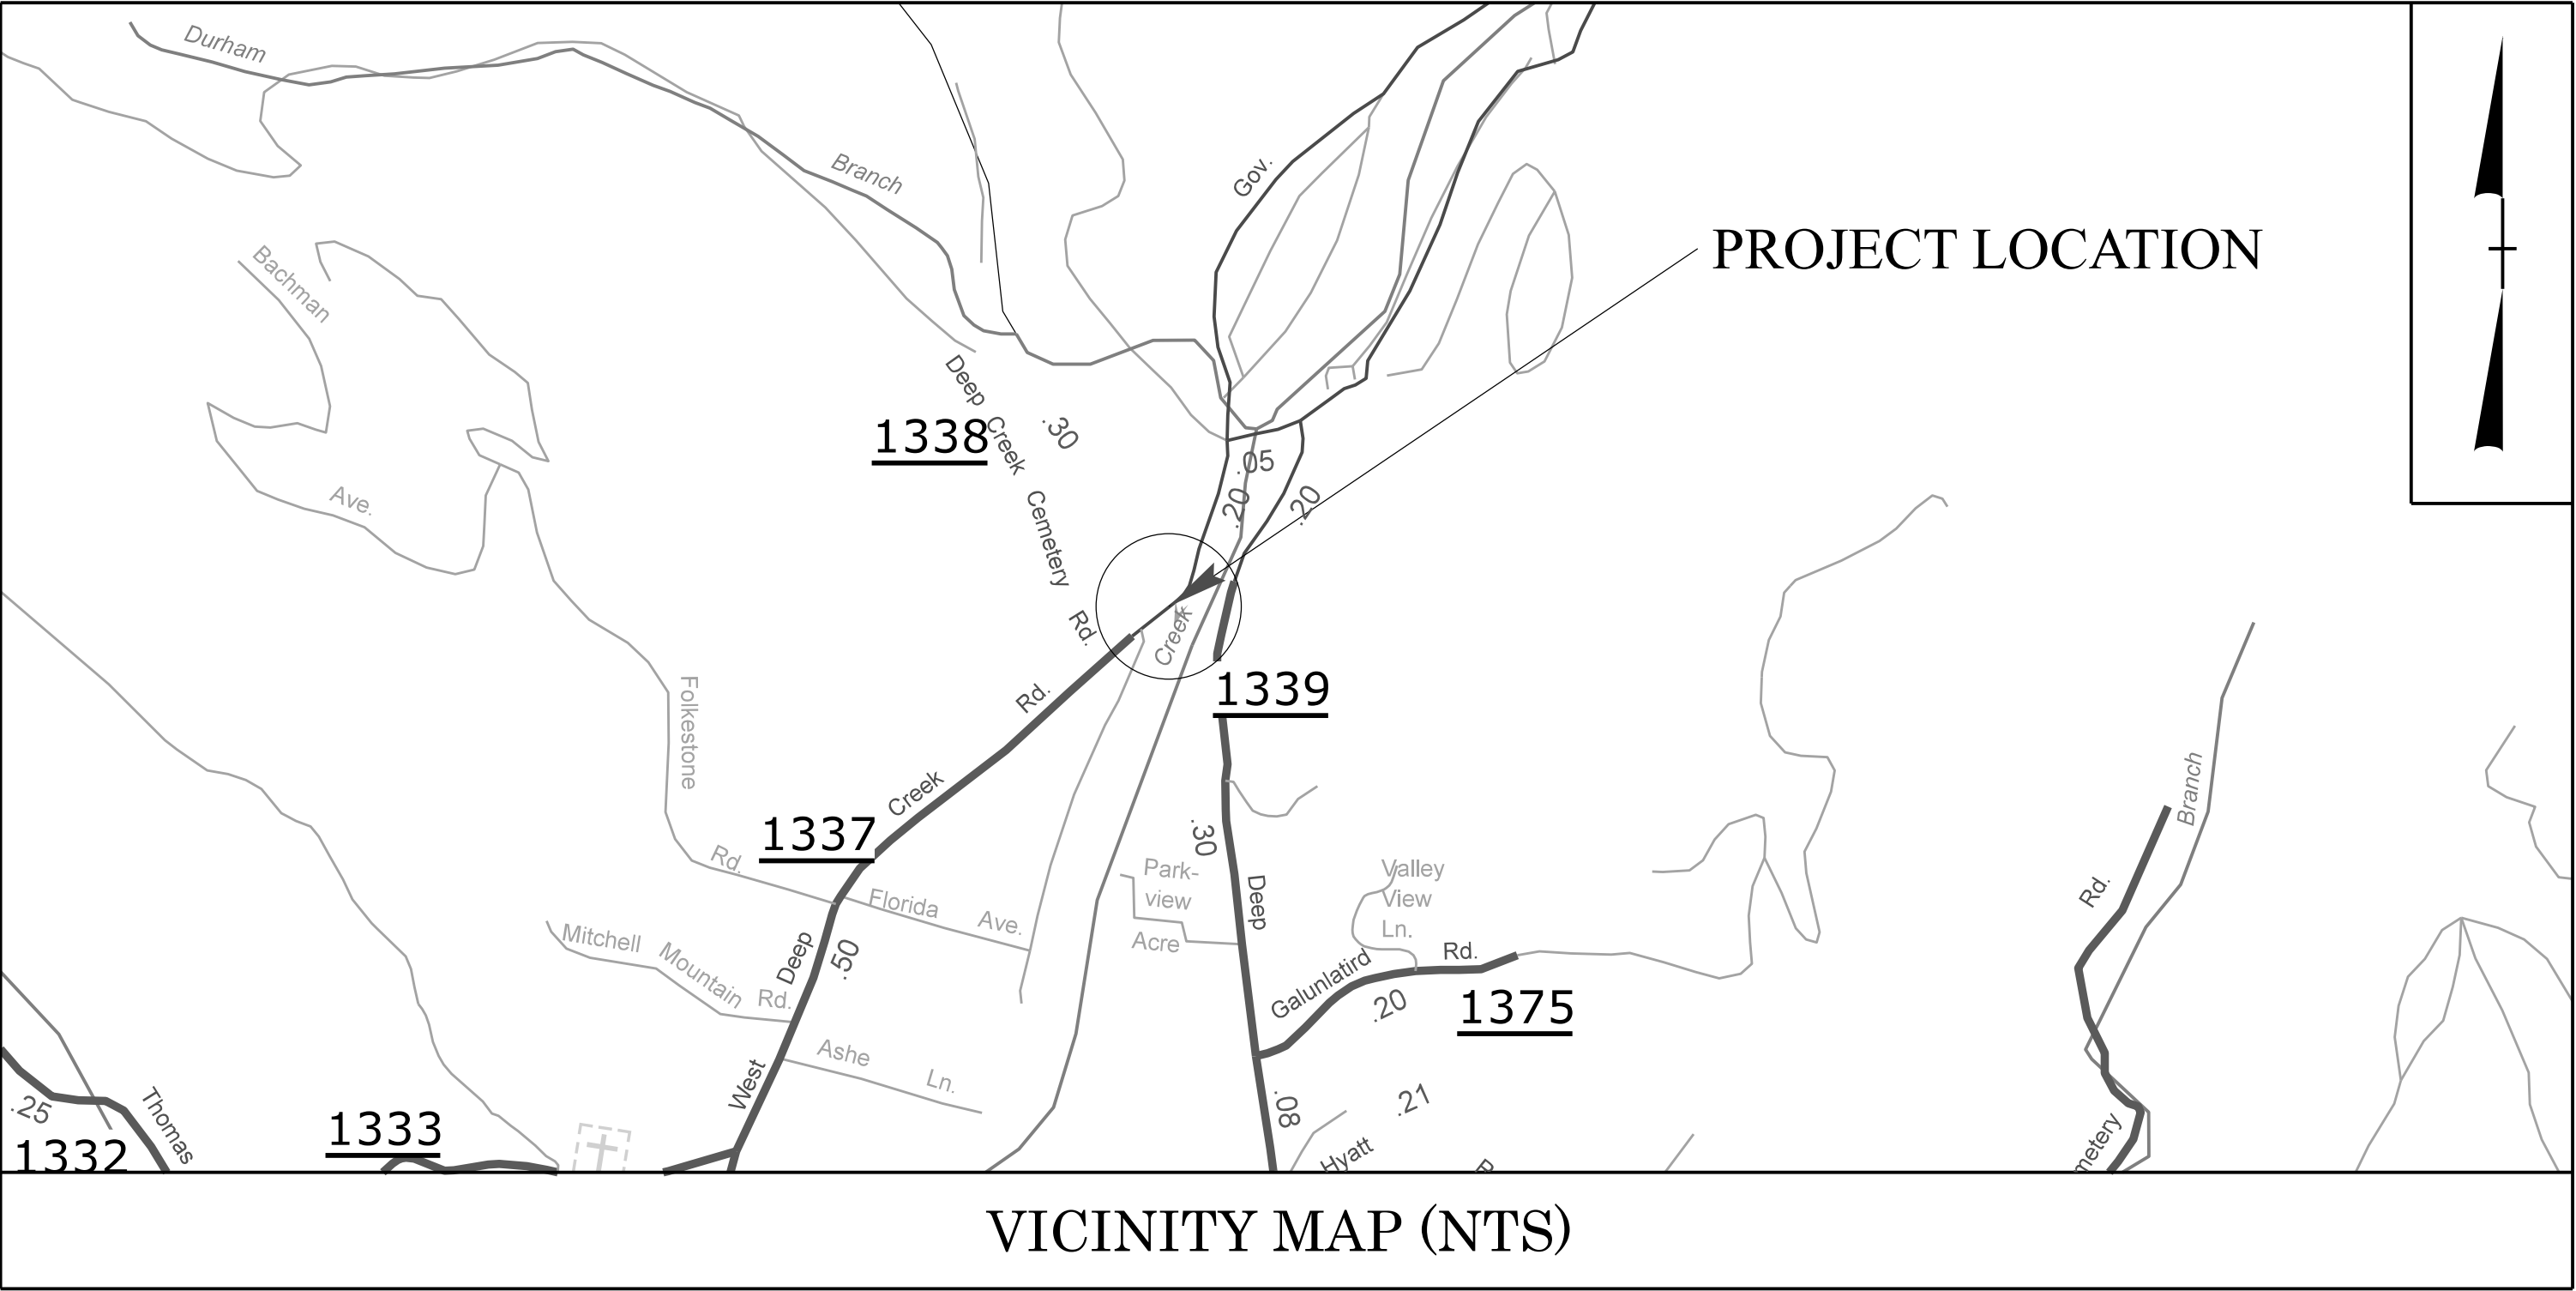 Durham
Branch
Gov.
PROJECT LOCATION
Bachman
Ave.
Deep
Creek
Cemetery
Rd.
1338
.30
.05
.20
.20
Creek
Folkestone
Rd.
Rd.
Creek
1339
1337
.30
Florida
Ave.
Park-
view
Acre
Deep
Valley
View
Ln.
Branch
Rd.
Mitchell
Mountain
Rd.
Deep
.50
Galunlatird
Rd.
.20
1375
West
Ashe
Ln.
.08
.21
Hyatt
.25
1332
Thomas
1333
metery
VICINITY MAP (NTS)